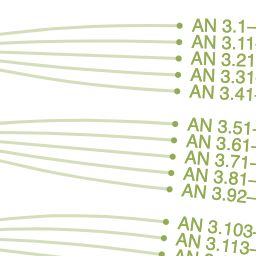 AN 3.1–
AN 3.11–
AN 3.21–
AN 3.31–
AN 3.41–
AN 3.51–
AN 3.61–
AN 3.71–
AN 3.81–
AN 3.92–
AN 3.103–
AN 3.113–